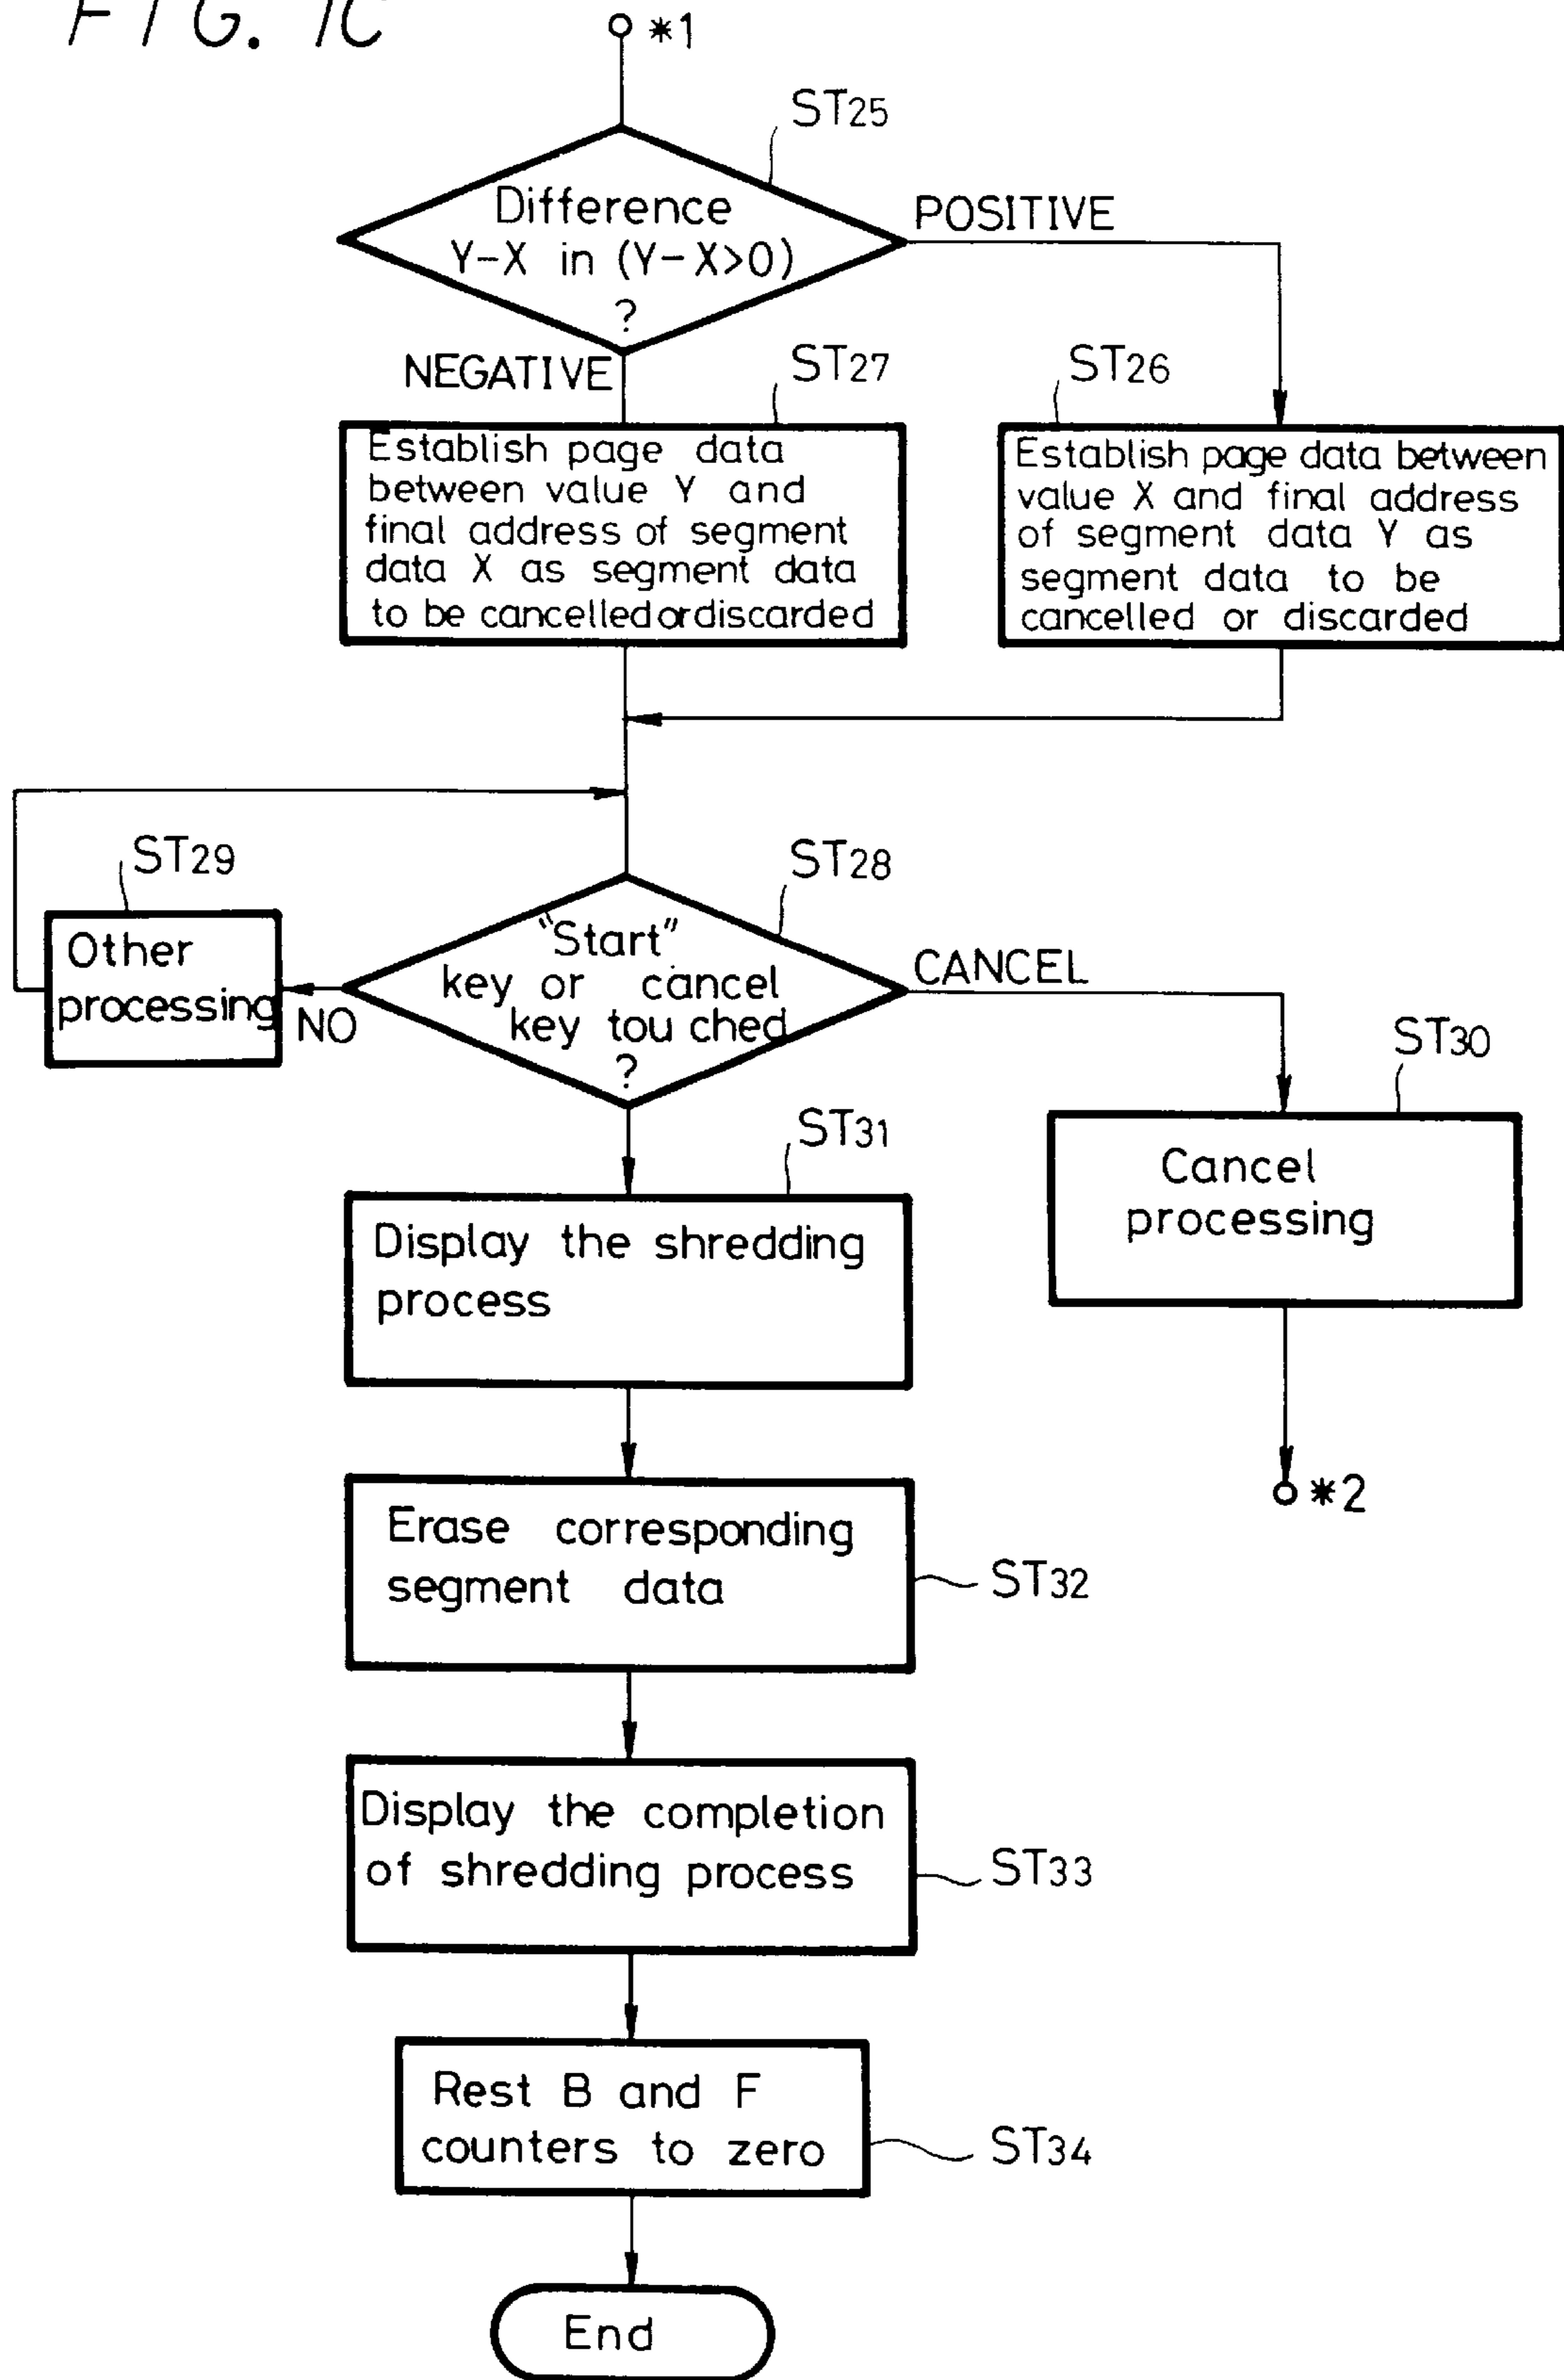 FIG. 1C
*1
ST25
Difference
Y-X in (Y-X>0)
?
POSITIVE
NEGATIVE
ST27
ST26
Establish page data
between value Y and
final address of segment
data X as segment data
to be cancelled or discarded
Establish page data between
value X and final address
of segment data Y as
segment data to be
cancelled or discarded
ST29
ST28
Other
processing
NO
"Start"
key or cancel
key tou ched
?
CANCEL
ST30
ST31
Cancel
processing
Display the shredding
process
*2
Erase corresponding
segment data
ST32
Display the completion
of shredding process
ST33
Rest B and F
counters to zero
ST34
End